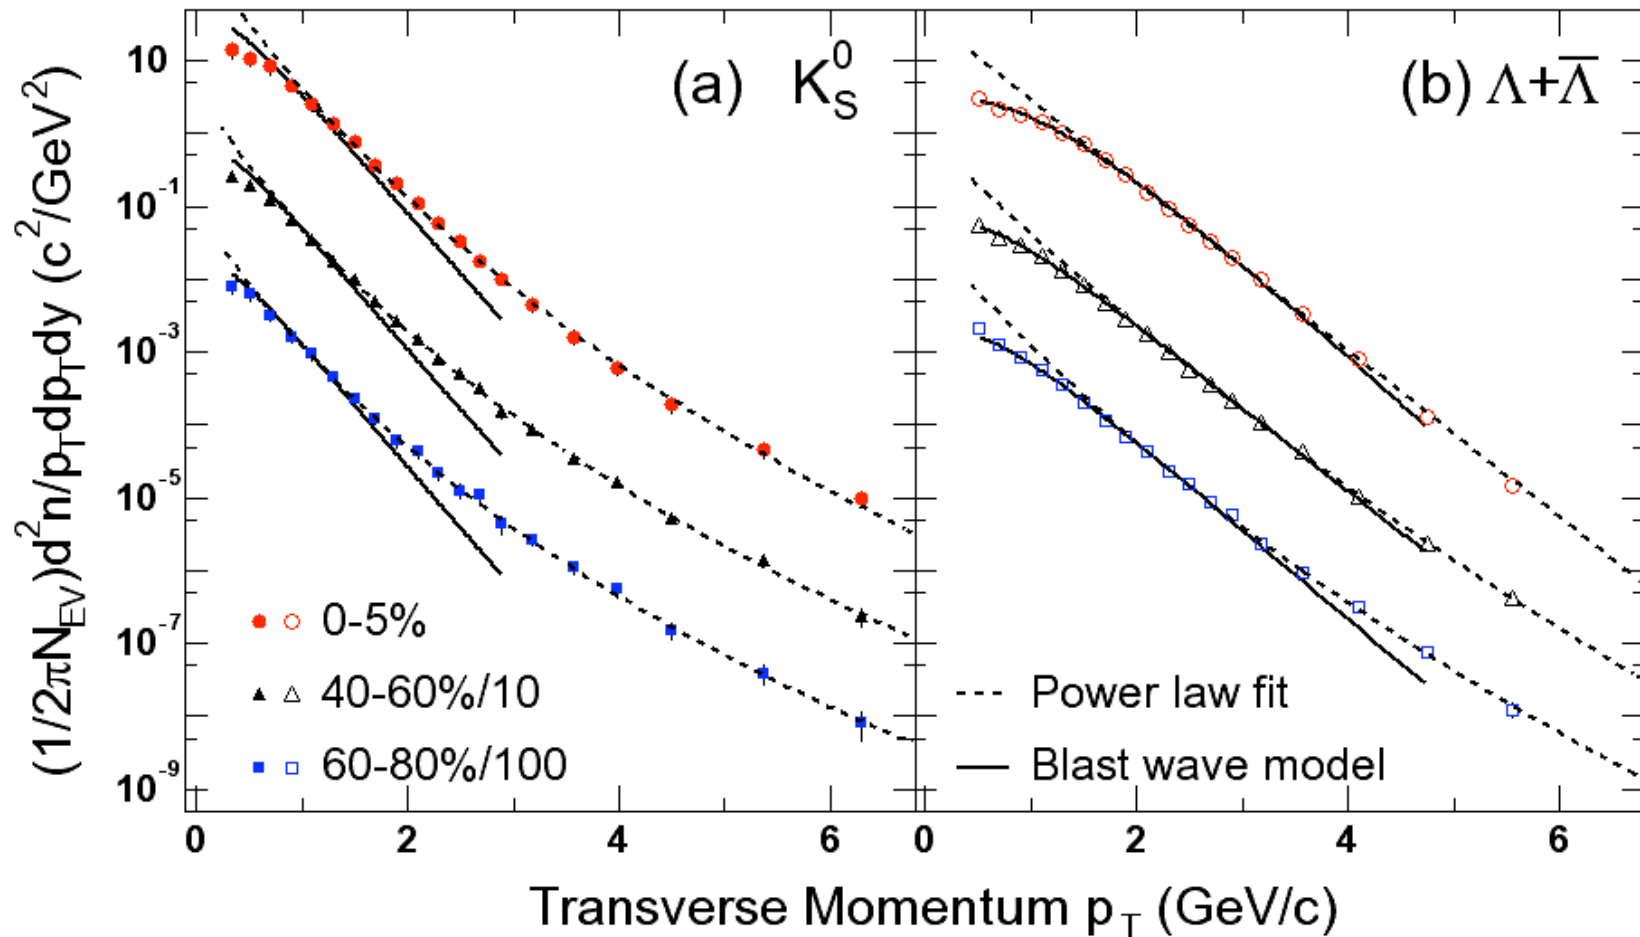 (1/2πN_EV)d²n/p_Tdp_Tdy (c²/GeV²)
10
10⁻¹
10⁻³
10⁻⁵
10⁻⁷
10⁻⁹
(a) K⁰_S
(b) Λ+Λ̅
0-5%
40-60%/10
60-80%/100
Power law fit
Blast wave model
0 2 4 6 0 2 4 6
Transverse Momentum p_T (GeV/c)